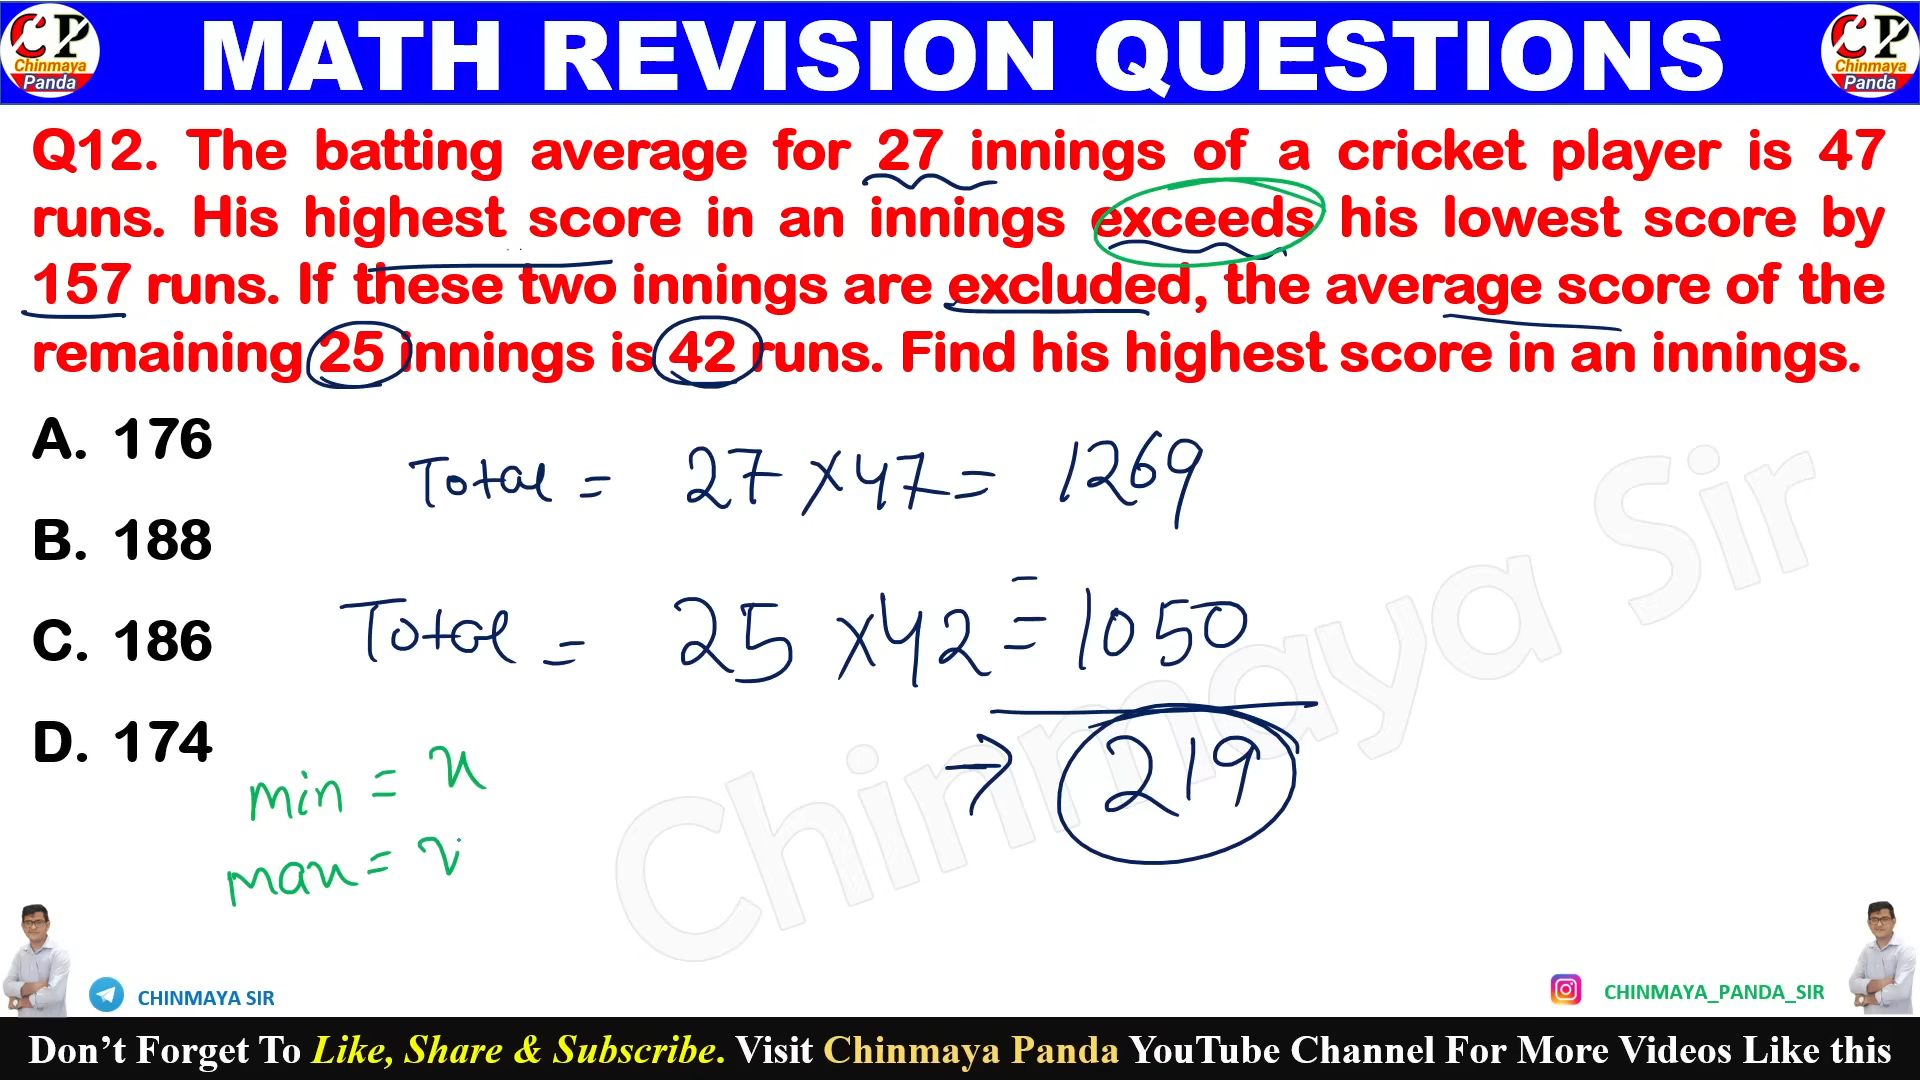 CP MATH REVISION QUESTIONS CP
Chinmaya Panda
Chinmaya Panda
Q12. The batting average for 27 innings of a cricket player is 47
runs. His highest score in an innings exceeds his lowest score by
157 runs. If these two innings are excluded, the average score of the
remaining 25 innings is 42 runs. Find his highest score in an innings.
A. 176
Total = 27 × 47 = 1269
B. 188
Total = 25 × 42 = 1050
C. 186
→ 219
D. 174
min = x
max = x
Chinmaya Sir
CHINMAYA SIR
CHINMAYA_PANDA_SIR
Don’t Forget To Like, Share & Subscribe. Visit Chinmaya Panda YouTube Channel For More Videos Like this